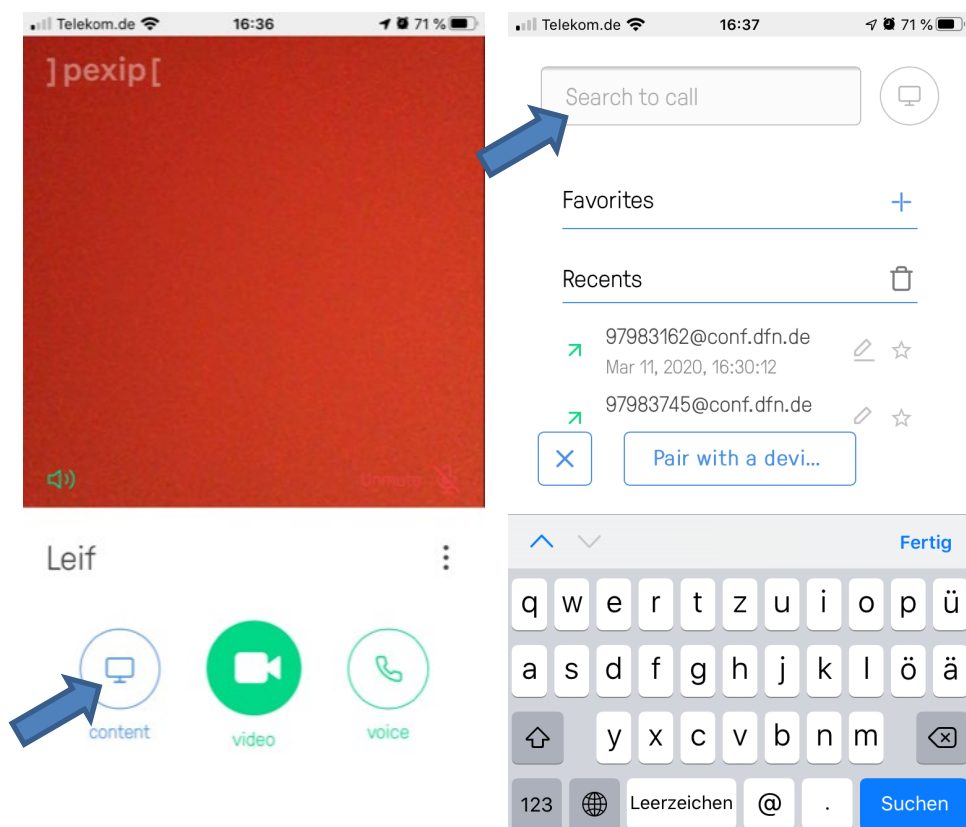 Telekom.de 16:36 71 %
]pexip[
Unmute
Leif
content
video
voice
Telekom.de 16:37 71 %
Search to call
Favorites
Recents
97983162@conf.dfn.de
Mar 11, 2020, 16:30:12
97983745@conf.dfn.de
Pair with a devi...
Fertig
q w e r t z u i o p ü
a s d f g h j k l ö ä
y x c v b n m
123 Leerzeichen @ . Suchen